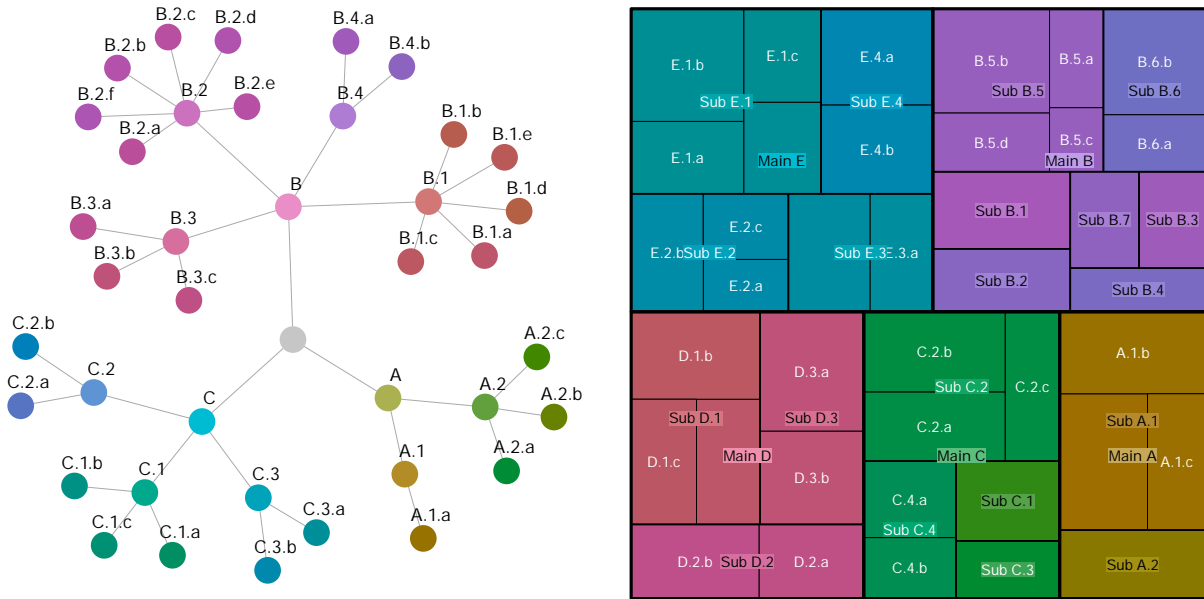 B.2.c
B.2.d
B.2.b
B.2.f
B.2.a
B.2.e
B.2
B.4.a
B.4.b
B.4
B
B.1.b
B.1.e
B.1.d
B.1.a
B.1.c
B.1
B.3.a
B.3
B.3.b
B.3.c
C.2.b
C.2.a
C.2
C
C.1.b
C.1
C.1.c
C.1.a
C.3
C.3.a
C.3.b
A
A.1
A.1.a
A.2
A.2.c
A.2.b
A.2.a
E.1.b
E.1.c
Sub E.1
E.1.a
Main E
E.4.a
Sub E.4
E.4.b
E.2.b
Sub E.2
E.2.c
E.2.a
Sub E.3
E.3.a
B.5.b
B.5.a
Sub B.5
B.5.d
B.5.c
Main B
B.6.b
Sub B.6
B.6.a
Sub B.1
Sub B.7
Sub B.3
Sub B.2
Sub B.4
D.1.b
Sub D.1
D.1.c
Main D
D.3.a
Sub D.3
D.3.b
D.2.b
Sub D.2
D.2.a
C.2.b
Sub C.2
C.2.c
C.2.a
Main C
C.4.a
Sub C.4
C.4.b
Sub C.1
Sub C.3
A.1.b
Sub A.1
Main A
A.1.c
Sub A.2